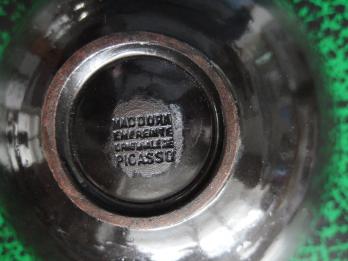 MADOURA
EMPREINTE
ORIGINALE DE
PICASSO